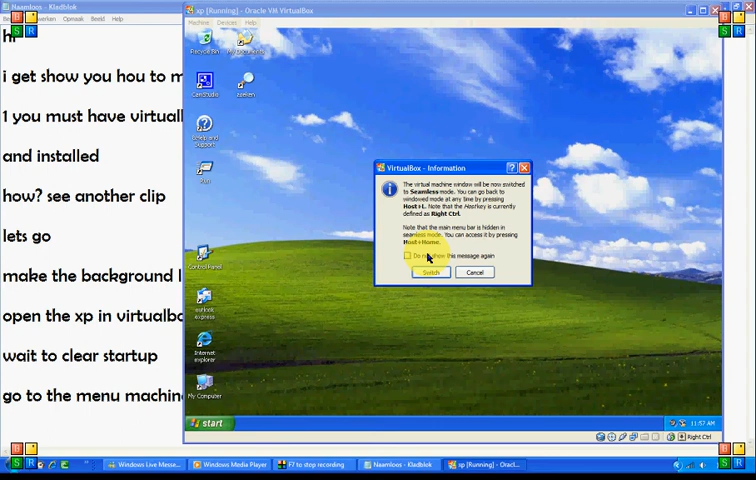 Naamloos - Kladblok
Opmaak Beeld
xp [Running] - Oracle VM VirtualBox
Machine Devices Help
Recycle Bin
My Documents
CamStudio
zoeken
Help and Support
Run
Control Panel
outlook express
Internet explorer
My Computer
hi
i get show you hou to m
1 you must have virtuall
and installed
how? see another clip
lets go
make the background l
open the xp in virtualbo
wait to clear startup
go to the menu machin
VirtualBox - Information
The virtual machine window will be now switched
to Seamless mode. You can go back to
windowed mode at any time by pressing
Host+L. Note that the Host key is currently
defined as Right Ctrl.
Note that the main menu bar is hidden in
seamless mode. You can access it by pressing
Host+Home.
Do not show this message again
Switch
Cancel
start
11:57 AM
Right Ctrl
Windows Live Messe...
Windows Media Player
F7 to stop recording
Naamloos - Kladblok
xp [Running] - Oracl...